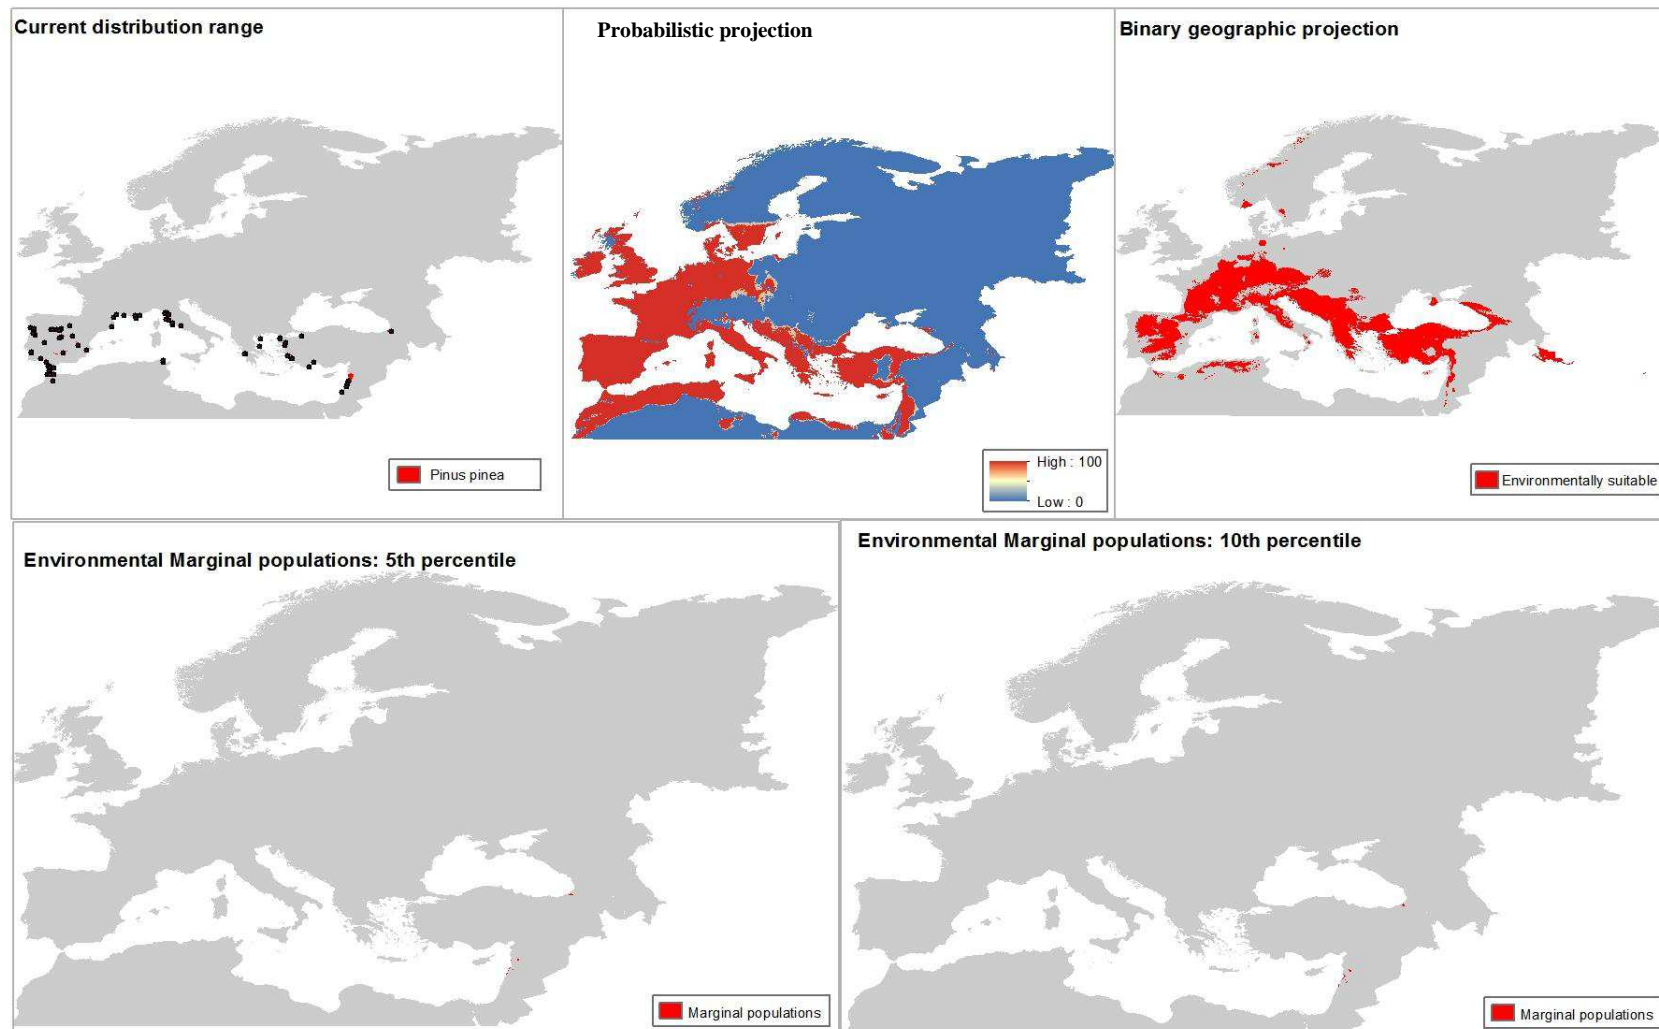 Current distribution range
Probabilistic projection
Binary geographic projection
Pinus pinea
High : 100
Low : 0
Environmentally suitable
Environmental Marginal populations: 5th percentile
Environmental Marginal populations: 10th percentile
Marginal populations
Marginal populations